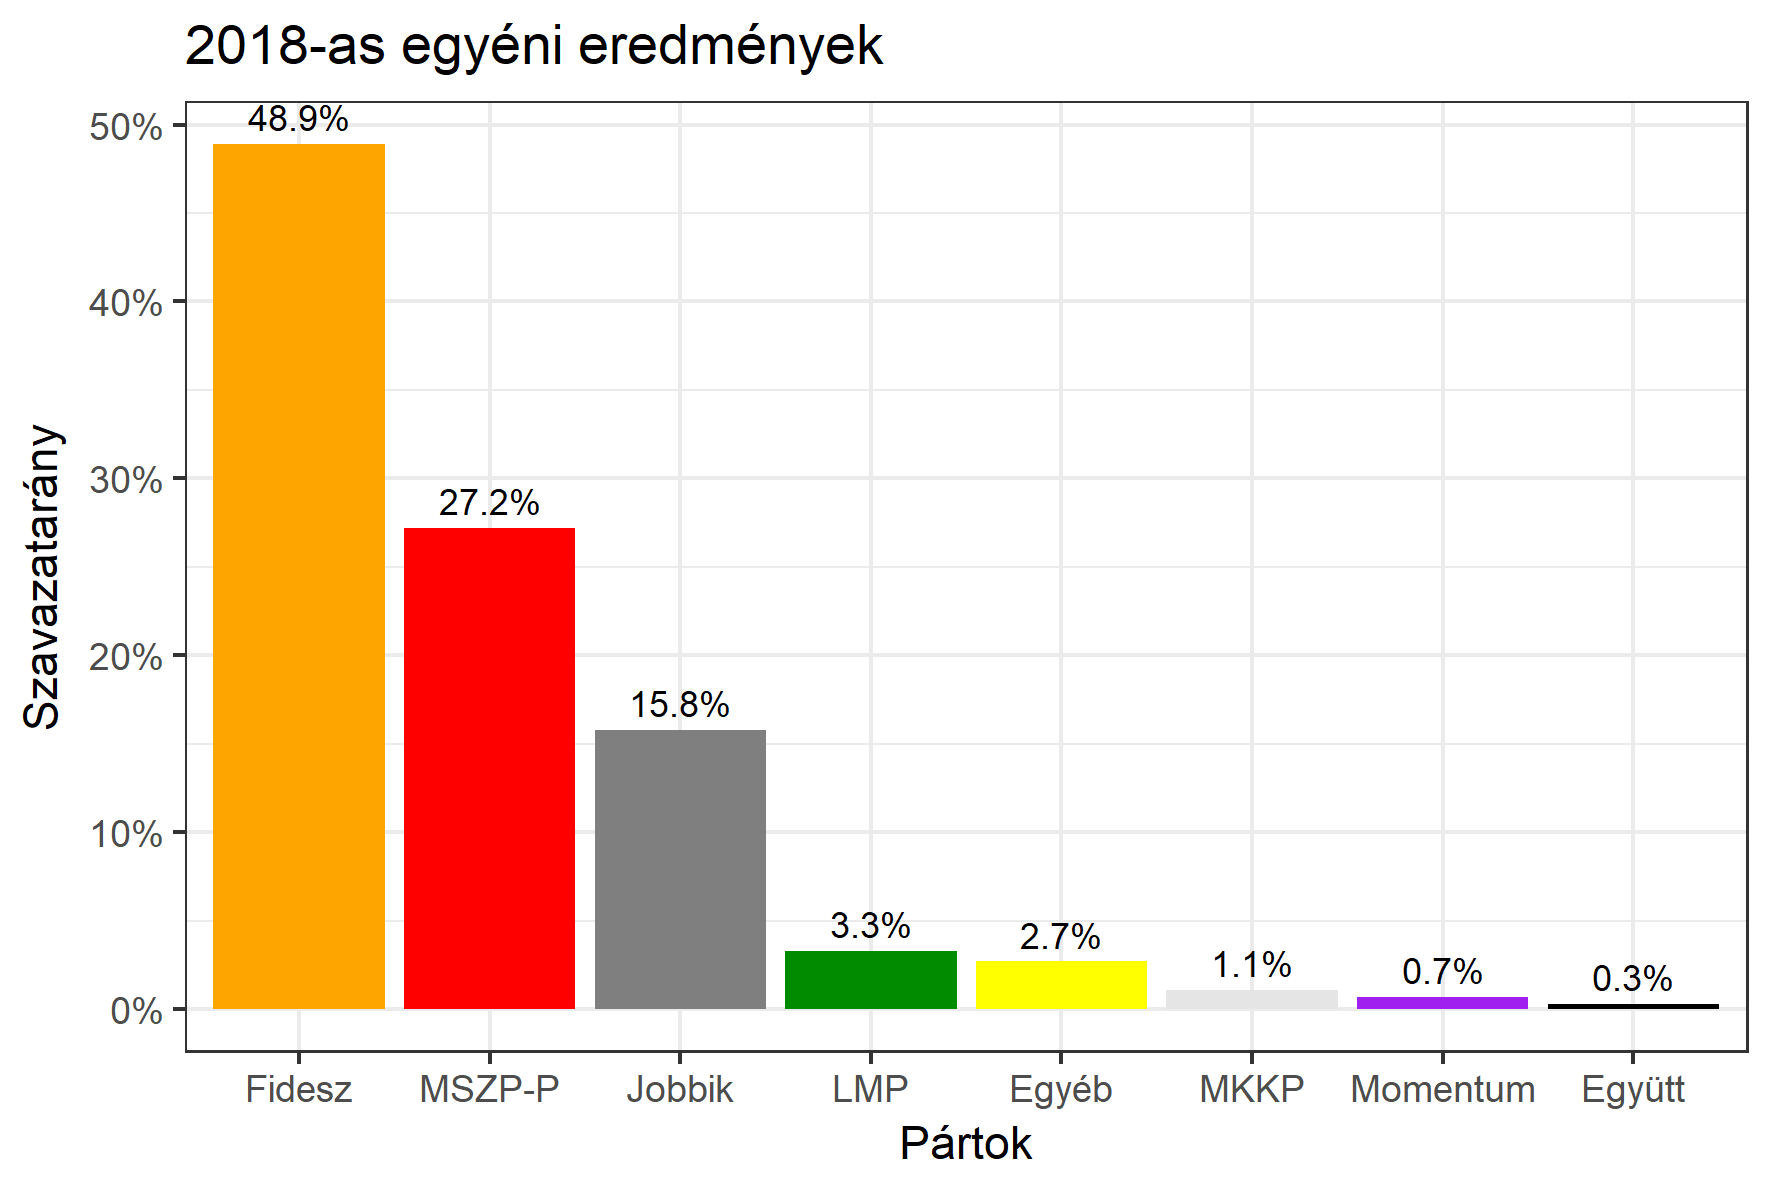 2018-as egyéni eredmények
48.9%
27.2%
15.8%
3.3%
2.7%
1.1%
0.7%
0.3%
50%
40%
30%
20%
10%
0%
Szavazatarány
Fidesz
MSZP-P
Jobbik
LMP
Egyéb
MKKP
Momentum
Együtt
Pártok